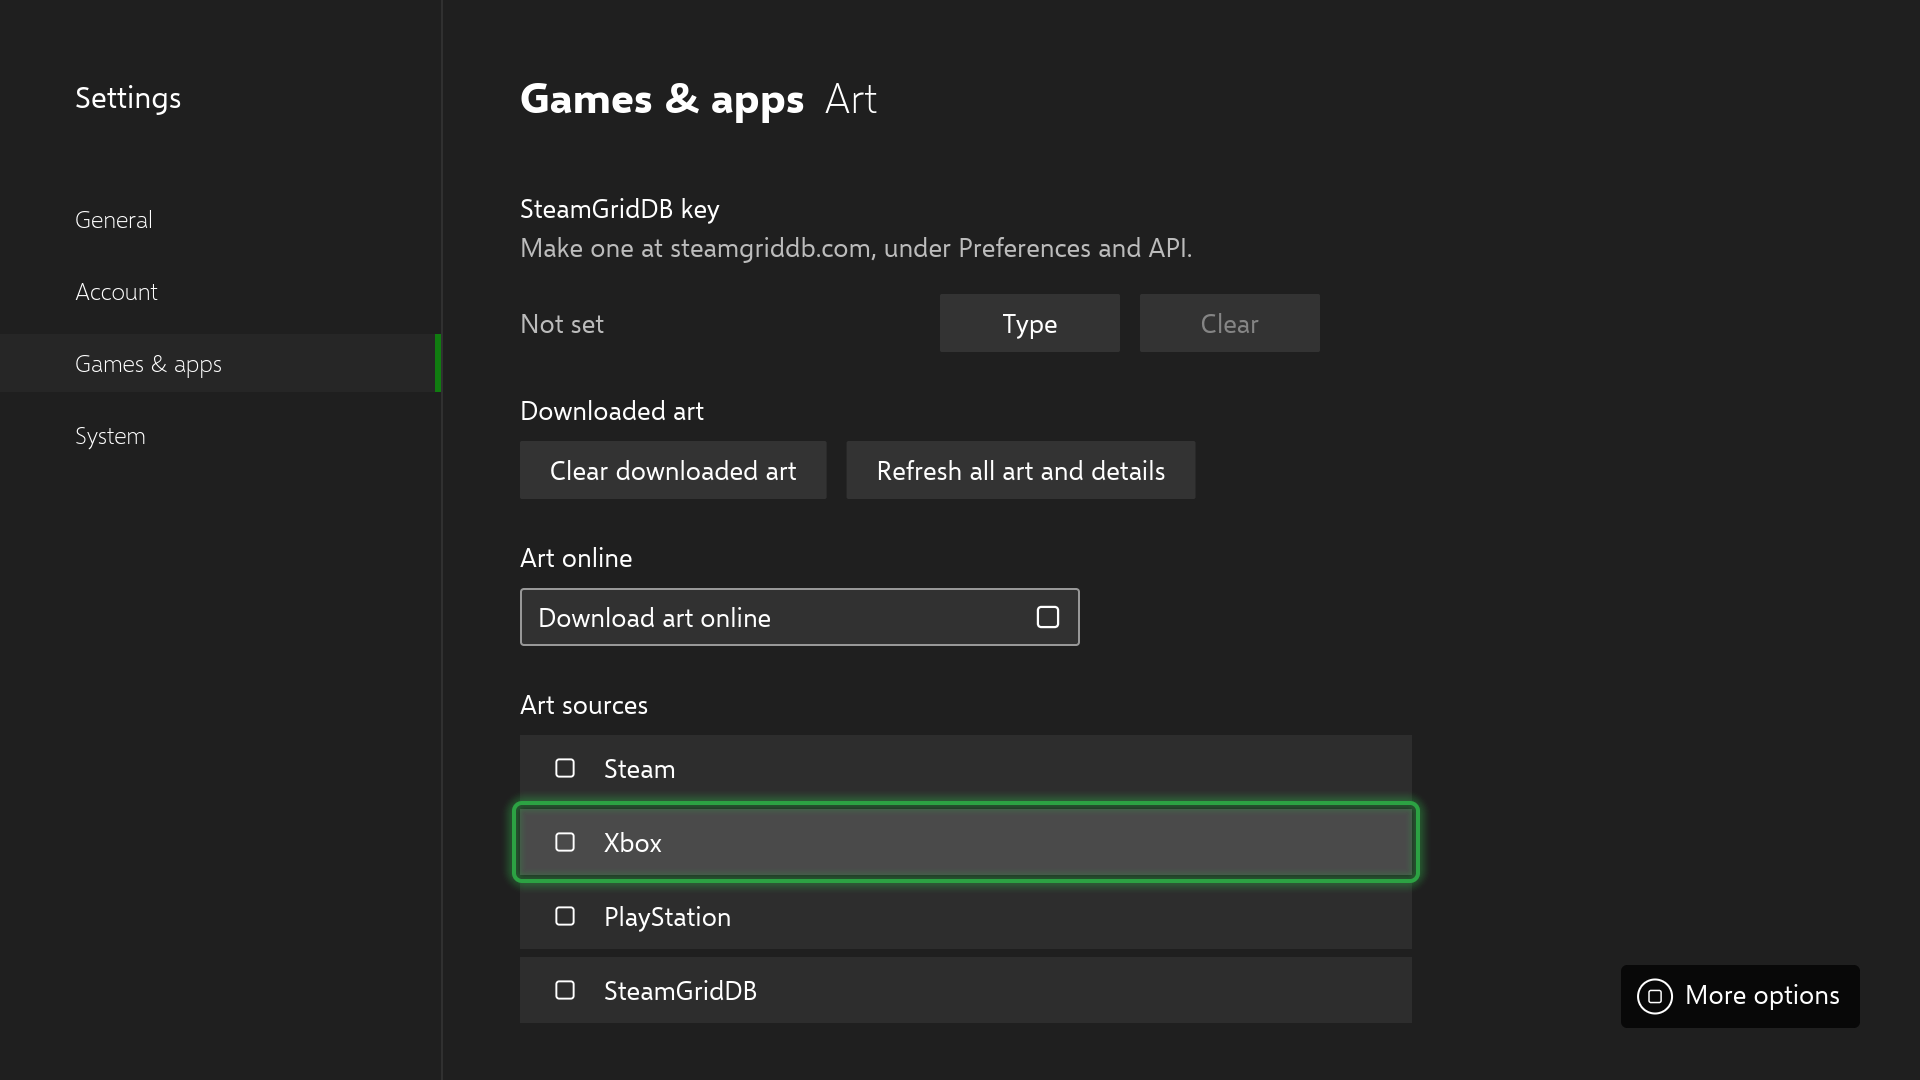 Settings
General
Account
Games & apps
System
Games & apps Art
SteamGridDB key
Make one at steamgriddb.com, under Preferences and API.
Not set
Type
Clear
Downloaded art
Clear downloaded art
Refresh all art and details
Art online
Download art online
Art sources
Steam
Xbox
PlayStation
SteamGridDB
More options